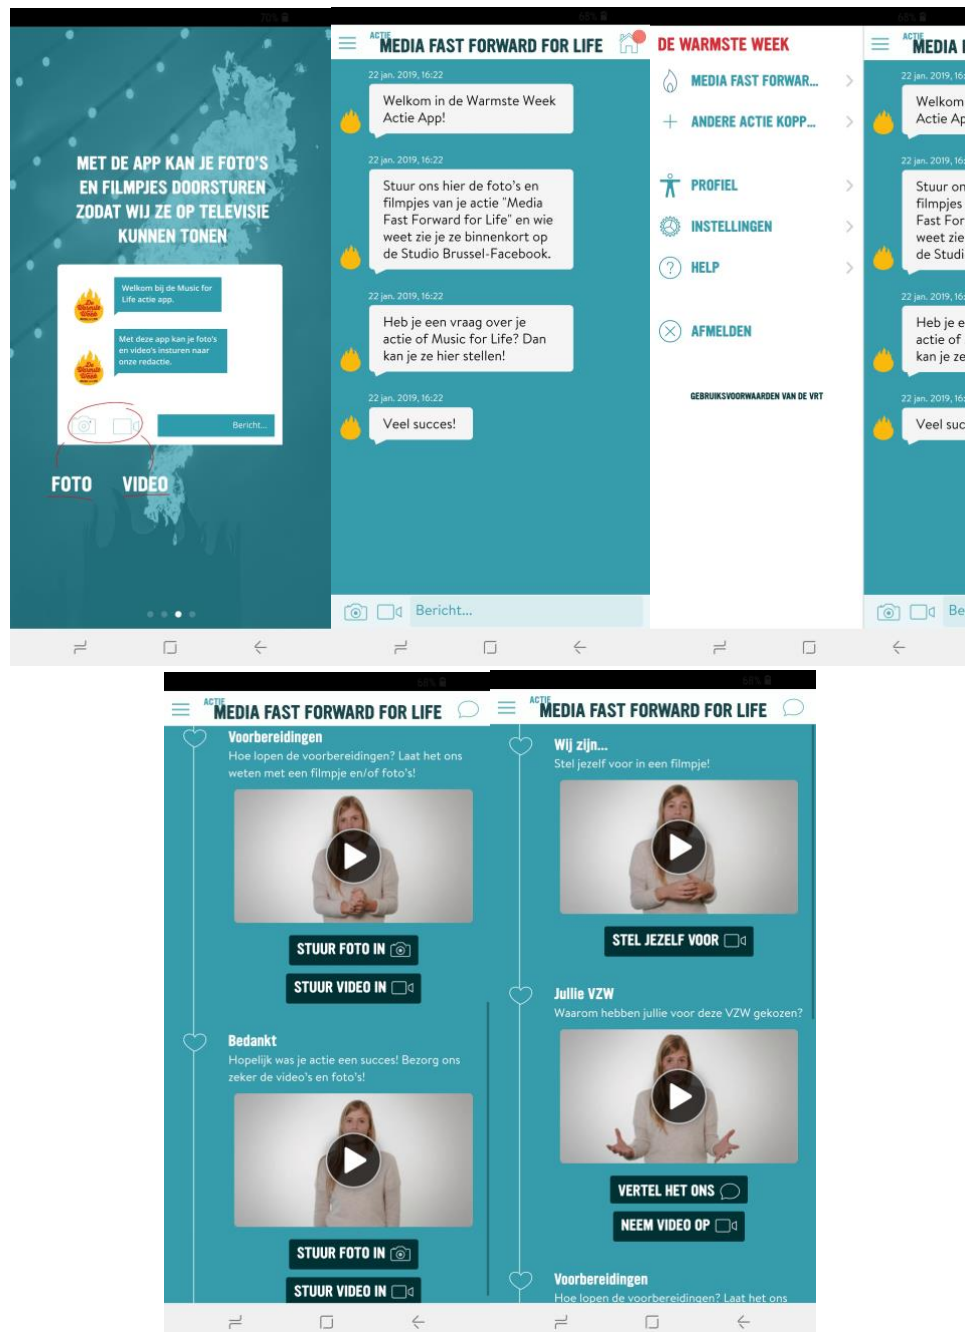 70%
MET DE APP KAN JE FOTO'S
EN FILMPJES DOORSTUREN
ZODAT WIJ ZE OP TELEVISIE
KUNNEN TONEN
De
Warmste
Week
Welkom bij de Music for
Life actie app.
De
Warmste
Week
Met deze app kan je foto's
en video's insturen naar
onze redactie.
Bericht...
FOTO VIDEO
68%
ACTIE
MEDIA FAST FORWARD FOR LIFE
22 jan. 2019, 16:22
Welkom in de Warmste Week
Actie App!
22 jan. 2019, 16:22
Stuur ons hier de foto's en
filmpjes van je actie "Media
Fast Forward for Life" en wie
weet zie je ze binnenkort op
de Studio Brussel-Facebook.
22 jan. 2019, 16:22
Heb je een vraag over je
actie of Music for Life? Dan
kan je ze hier stellen!
22 jan. 2019, 16:22
Veel succes!
Bericht...
68%
DE WARMSTE WEEK
MEDIA FAST FORWAR...
ANDERE ACTIE KOPP...
PROFIEL
INSTELLINGEN
HELP
AFMELDEN
GEBRUIKSVOORWAARDEN VAN DE VRT
ACTIE
MEDIA F
22 jan. 2019, 16:
Welkom
Actie Ap
22 jan. 2019, 16:
Stuur on
filmpjes
Fast For
weet zie
de Studi
22 jan. 2019, 16:
Heb je e
actie of
kan je ze
22 jan. 2019, 16:
Veel suc
Be
68%
ACTIE
MEDIA FAST FORWARD FOR LIFE
Voorbereidingen
Hoe lopen de voorbereidingen? Laat het ons
weten met een filmpje en/of foto's!
STUUR FOTO IN
STUUR VIDEO IN
Bedankt
Hopelijk was je actie een succes! Bezorg ons
zeker de video's en foto's!
STUUR FOTO IN
STUUR VIDEO IN
68%
ACTIE
MEDIA FAST FORWARD FOR LIFE
Wij zijn...
Stel jezelf voor in een filmpje!
STEL JEZELF VOOR
Jullie VZW
Waarom hebben jullie voor deze VZW gekozen?
VERTEL HET ONS
NEEM VIDEO OP
Voorbereidingen
Hoe lopen de voorbereidingen? Laat het ons